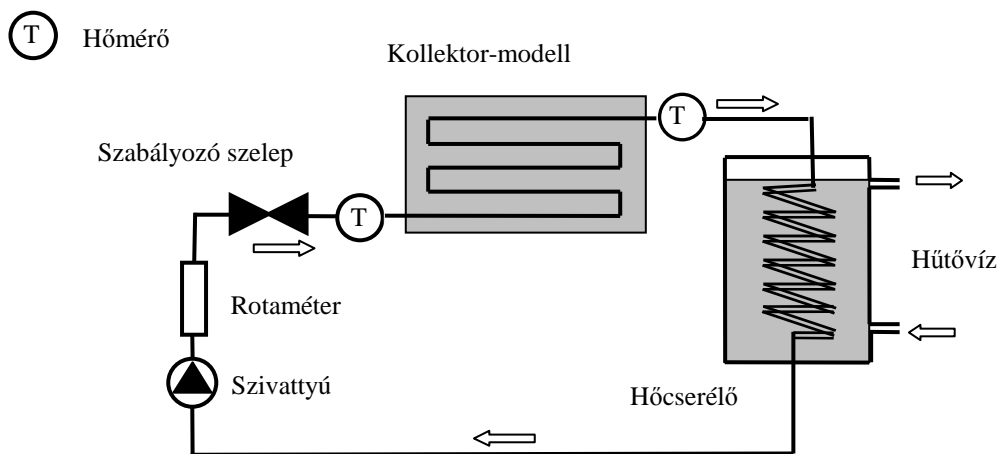 T Hőmérő
Kollektor-modell
T
Szabályozó szelep
T
Hűtővíz
Rotaméter
Szivattyú
Hőcserélő